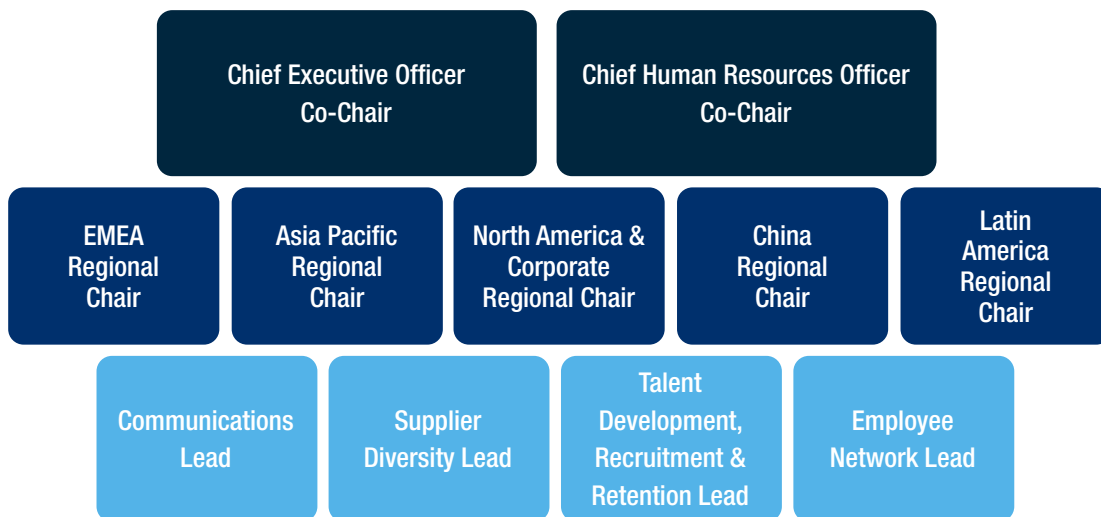 Chief Executive Officer
Co-Chair
Chief Human Resources Officer
Co-Chair
EMEA
Regional
Chair
Asia Pacific
Regional
Chair
North America &
Corporate
Regional Chair
China
Regional
Chair
Latin
America
Regional
Chair
Communications
Lead
Supplier
Diversity Lead
Talent
Development,
Recruitment &
Retention Lead
Employee
Network Lead